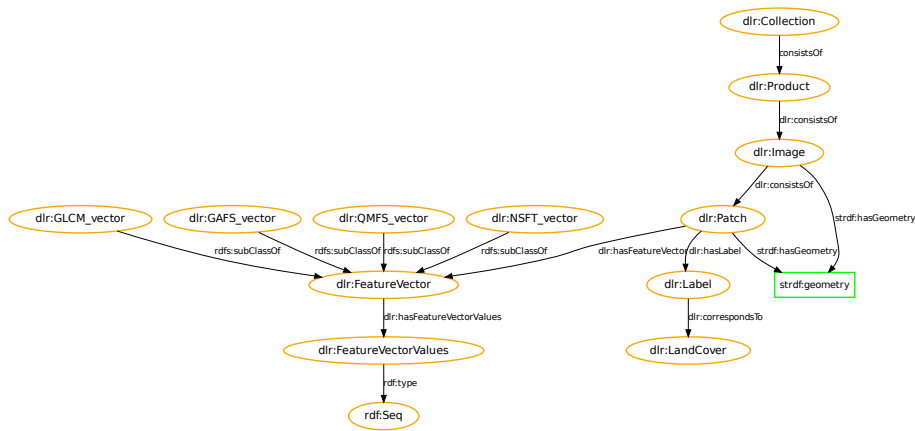 dlr:Collection
consistsOf
dlr:Product
dlr:consistsOf
dlr:Image
dlr:consistsOf
strdf:hasGeometry
dlr:GLCM_vector
dlr:GAFS_vector
dlr:QMFS_vector
dlr:NSFT_vector
dlr:Patch
rdfs:subClassOf
rdfs:subClassOf
rdfs:subClassOf
rdfs:subClassOf
dlr:hasFeatureVector
dlr:hasLabel
strdf:hasGeometry
dlr:FeatureVector
dlr:Label
strdf:geometry
dlr:hasFeatureVectorValues
dlr:correspondsTo
dlr:FeatureVectorValues
dlr:LandCover
rdf:type
rdf:Seq